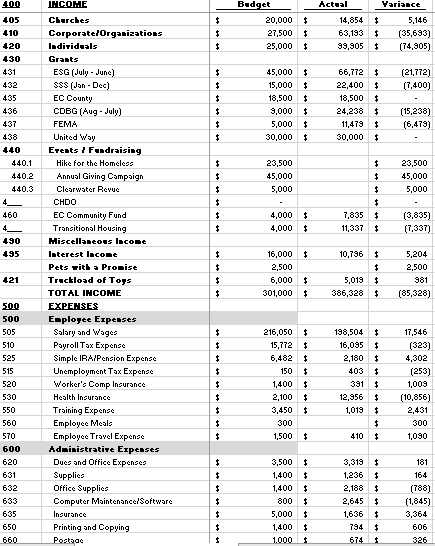 400 INCOME Budget Actual Variance
405 Churches $ 20,000 $ 14,854 $ 5,146
410 Corporate/Organizations $ 27,500 $ 63,193 $ (35,693)
420 Individuals $ 25,000 $ 99,905 $ (74,905)
430 Grants
431 ESG (July - June) $ 45,000 $ 66,772 $ (21,772)
432 SSS (Jan - Dec) $ 15,000 $ 22,400 $ (7,400)
435 EC County $ 18,500 $ 18,500 $ -
436 CDBG (Aug - July) $ 9,000 $ 24,238 $ (15,238)
437 FEMA $ 5,000 $ 11,479 $ (6,479)
438 United Way $ 30,000 $ 30,000 $ -
440 Events / Fundraising
440.1 Hike for the Homeless $ 23,500 $ 23,500
440.2 Annual Giving Campaign $ 45,000 $ 45,000
440.3 Clearwater Revue $ 5,000 $ 5,000
4___ CHDO $ - $ -
460 EC Community Fund $ 4,000 $ 7,835 $ (3,835)
4___ Transitional Housing $ 4,000 $ 11,337 $ (7,337)
490 Miscellaneous Income
495 Interest Income $ 16,000 $ 10,796 $ 5,204
Pets with a Promise $ 2,500 $ 2,500
421 Truckload of Toys $ 6,000 $ 5,019 $ 981
TOTAL INCOME $ 301,000 $ 386,328 $ (85,328)
500 EXPENSES
500 Employee Expenses
505 Salary and Wages $ 216,050 $ 198,504 $ 17,546
510 Payroll Tax Expense $ 15,772 $ 16,095 $ (323)
525 Simple IRA/Pension Expense $ 6,482 $ 2,180 $ 4,302
515 Unemployment Tax Expense $ 150 $ 403 $ (253)
520 Worker's Comp Insurance $ 1,400 $ 391 $ 1,009
530 Health Insurance $ 2,100 $ 12,956 $ (10,856)
550 Training Expense $ 3,450 $ 1,019 $ 2,431
560 Employee Meals $ 300 $ 300
570 Employee Travel Expense $ 1,500 $ 410 $ 1,090
600 Administrative Expenses
620 Dues and Office Expenses $ 3,500 $ 3,319 $ 181
631 Supplies $ 1,400 $ 1,236 $ 164
632 Office Supplies $ 1,400 $ 2,188 $ (788)
633 Computer Maintenance/Software $ 800 $ 2,645 $ (1,845)
635 Insurance $ 5,000 $ 1,636 $ 3,364
650 Printing and Copying $ 1,400 $ 794 $ 606
660 Postage $ 1,000 $ 674 $ 326